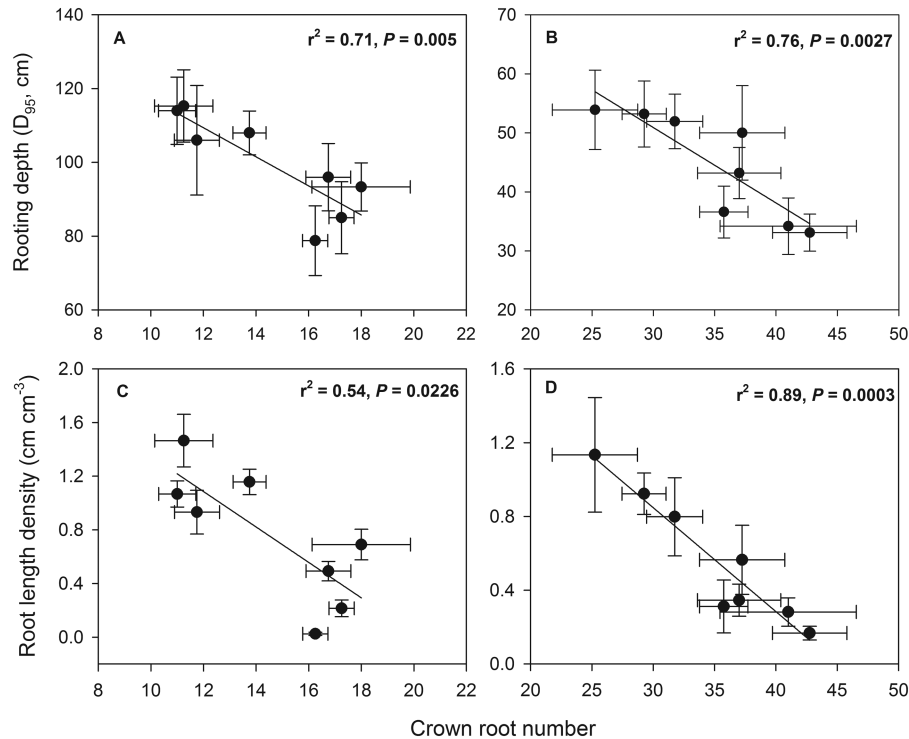 A
r² = 0.71, P = 0.005
Rooting depth (D₉₅, cm)
140
120
100
80
60
8 10 12 14 16 18 20 22
B
r² = 0.76, P = 0.0027
70
60
50
40
30
20
20 25 30 35 40 45 50
C
r² = 0.54, P = 0.0226
Root length density (cm cm⁻³)
2.0
1.6
1.2
0.8
0.4
0.0
8 10 12 14 16 18 20 22
D
r² = 0.89, P = 0.0003
1.6
1.2
0.8
0.4
0.0
20 25 30 35 40 45 50
Crown root number